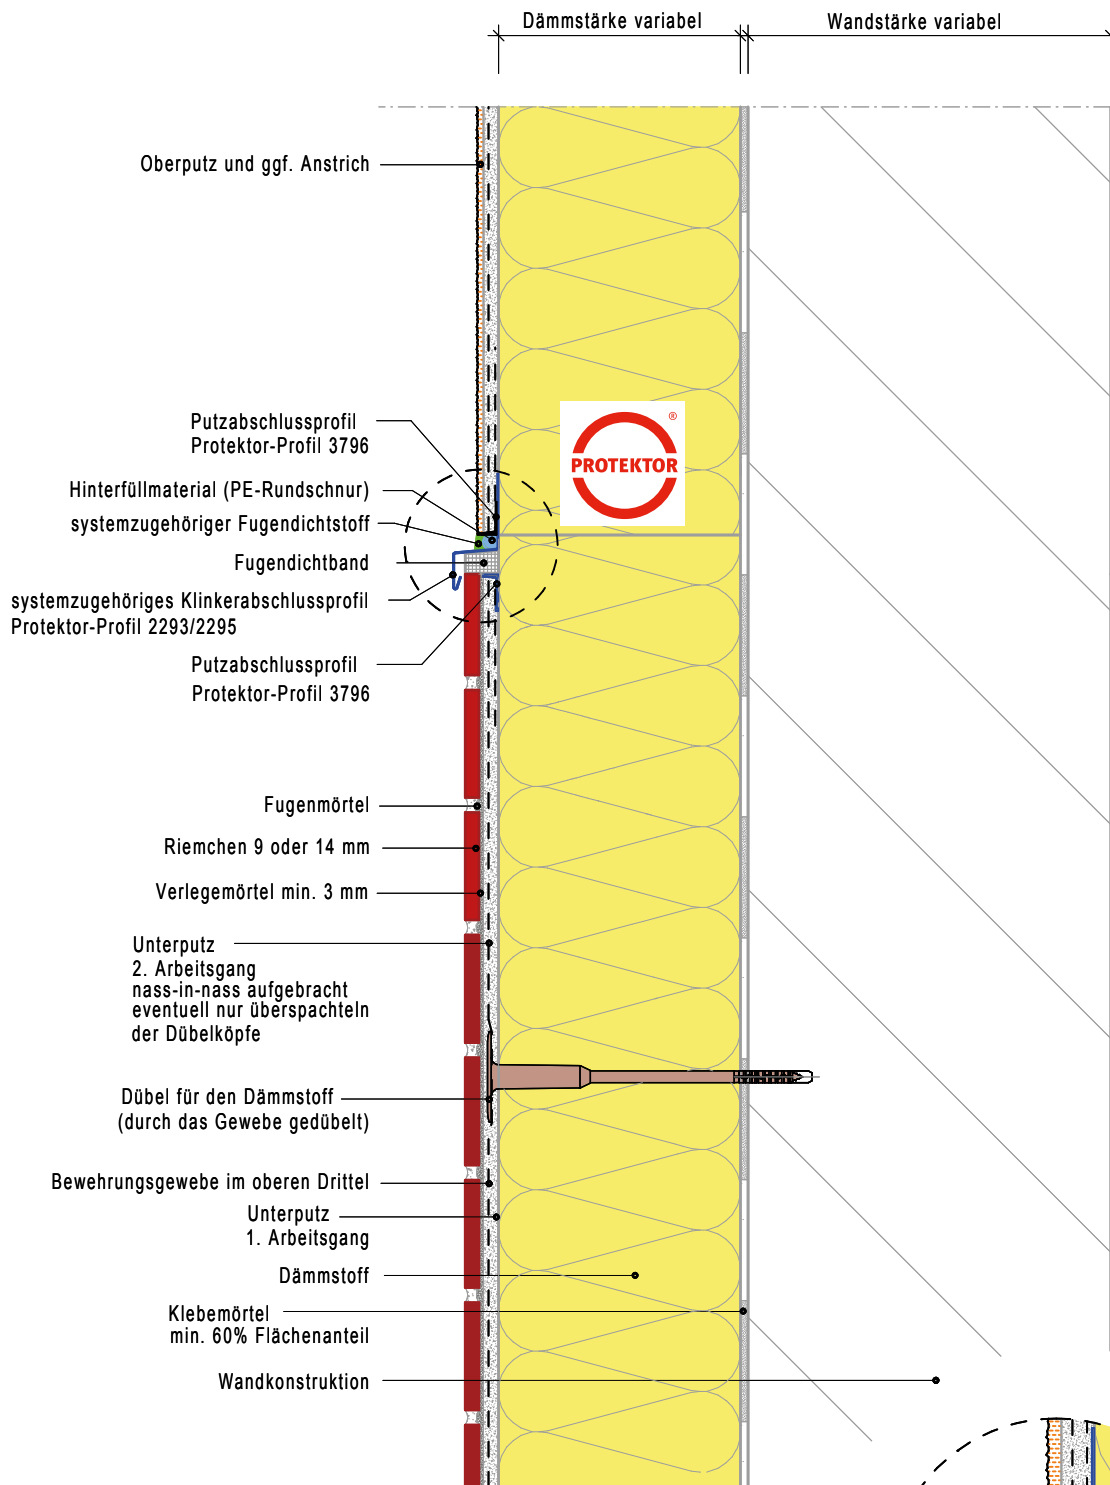 Dämmstärke variabel
Wandstärke variabel
Oberputz und ggf. Anstrich
Putzabschlussprofil
Protektor-Profil 3796
PROTEKTOR
®
Hinterfüllmaterial (PE-Rundschnur)
systemzugehöriger Fugendichtstoff
Fugendichtband
systemzugehöriges Klinkerabschlussprofil
Protektor-Profil 2293/2295
Putzabschlussprofil
Protektor-Profil 3796
Fugenmörtel
Riemchen 9 oder 14 mm
Verlegemörtel min. 3 mm
Unterputz
2. Arbeitsgang
nass-in-nass aufgebracht
eventuell nur überspachteln
der Dübelköpfe
Dübel für den Dämmstoff
(durch das Gewebe gedübelt)
Bewehrungsgewebe im oberen Drittel
Unterputz
1. Arbeitsgang
Dämmstoff
Klebemörtel
min. 60% Flächenanteil
Wandkonstruktion